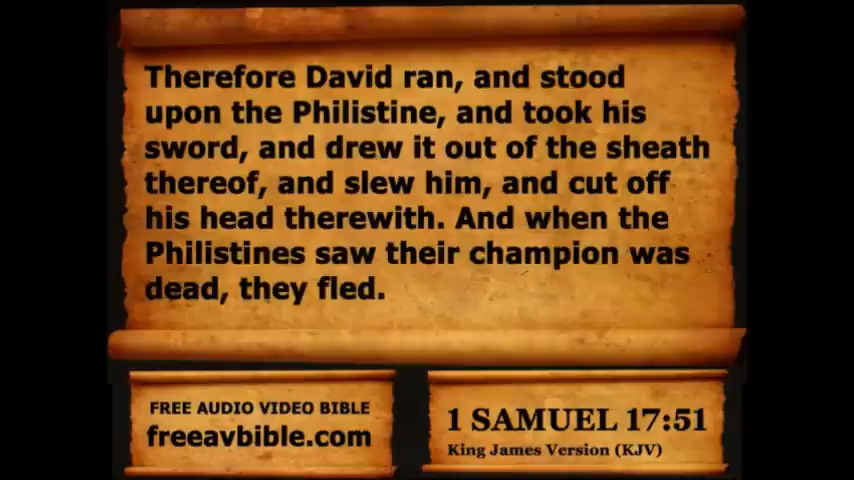 Therefore David ran, and stood
upon the Philistine, and took his
sword, and drew it out of the sheath
thereof, and slew him, and cut off
his head therewith. And when the
Philistines saw their champion was
dead, they fled.
FREE AUDIO VIDEO BIBLE
freeavbible.com
1 SAMUEL 17:51
King James Version (KJV)